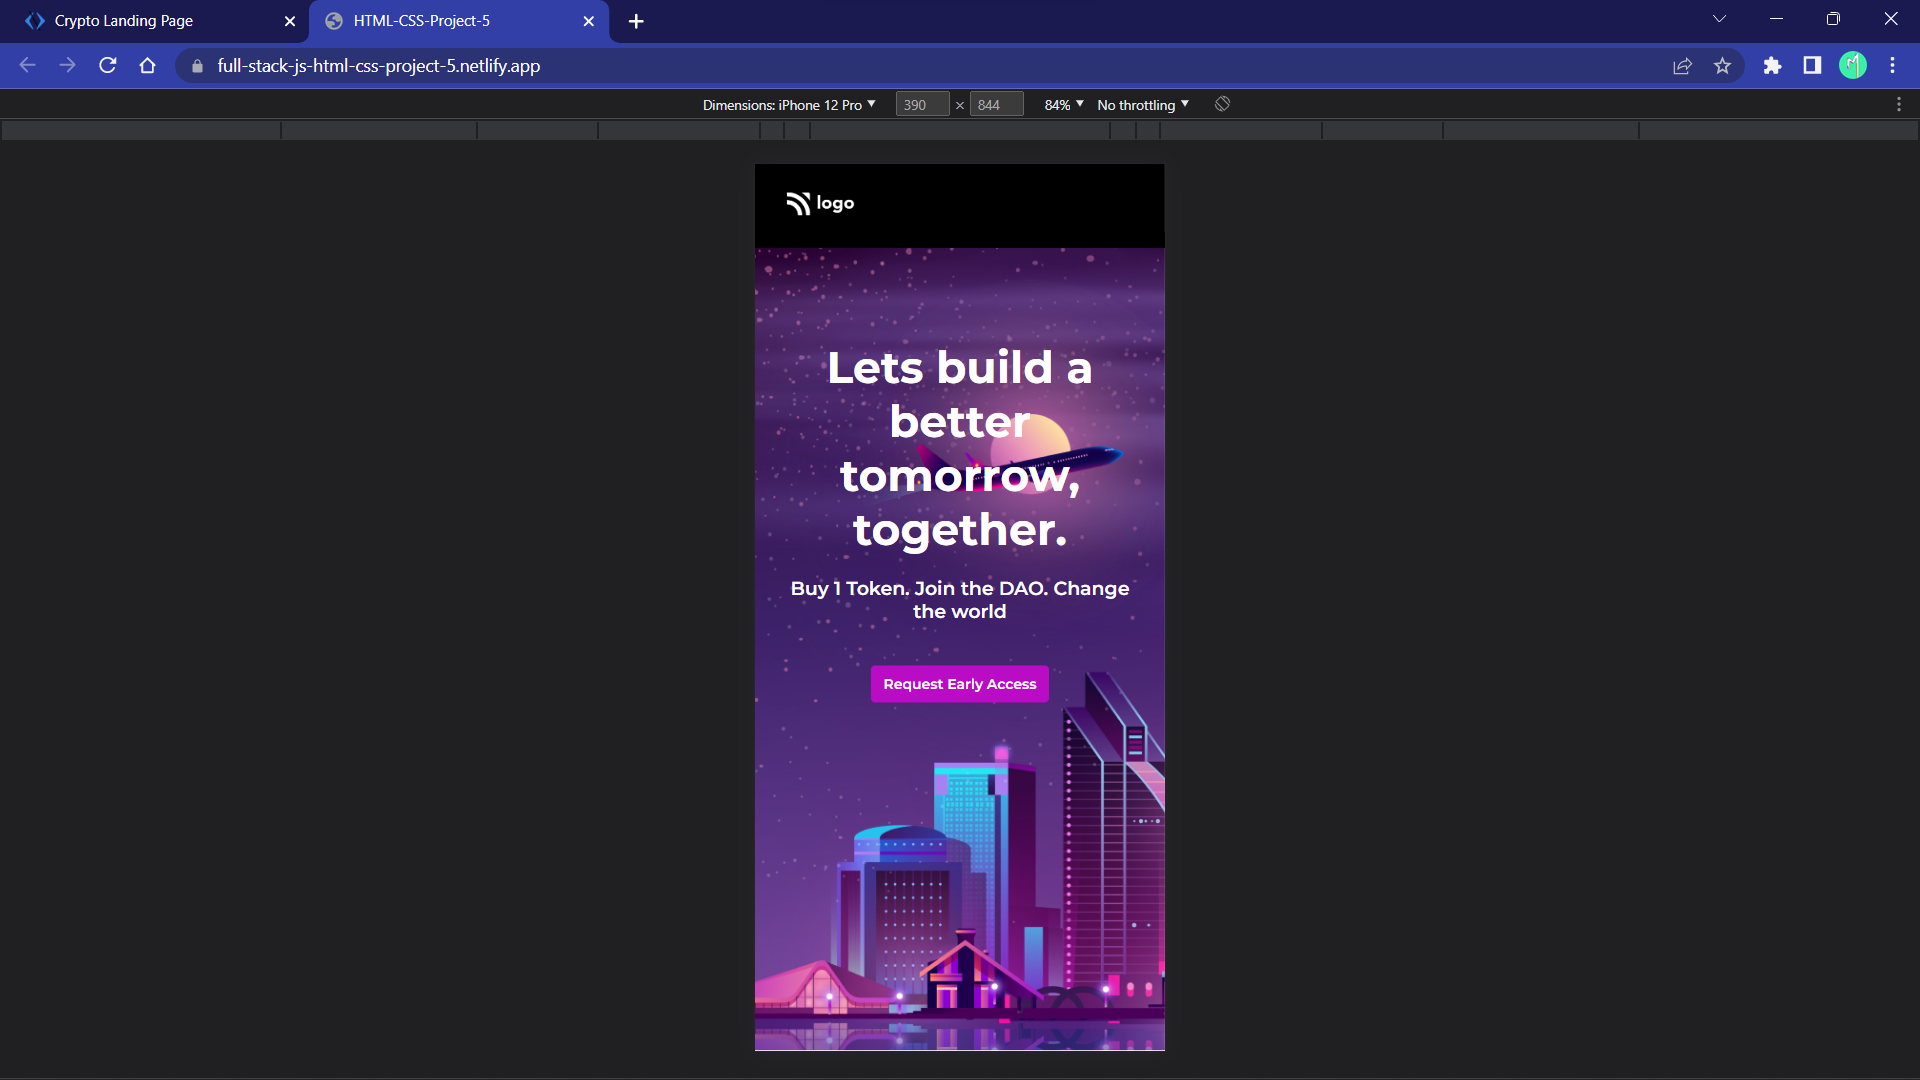 Crypto Landing Page
HTML-CSS-Project-5
full-stack-js-html-css-project-5.netlify.app
Dimensions: iPhone 12 Pro 390 × 844 84% No throttling
logo
Lets build a
better
tomorrow,
together.
Buy 1 Token. Join the DAO. Change
the world
Request Early Access